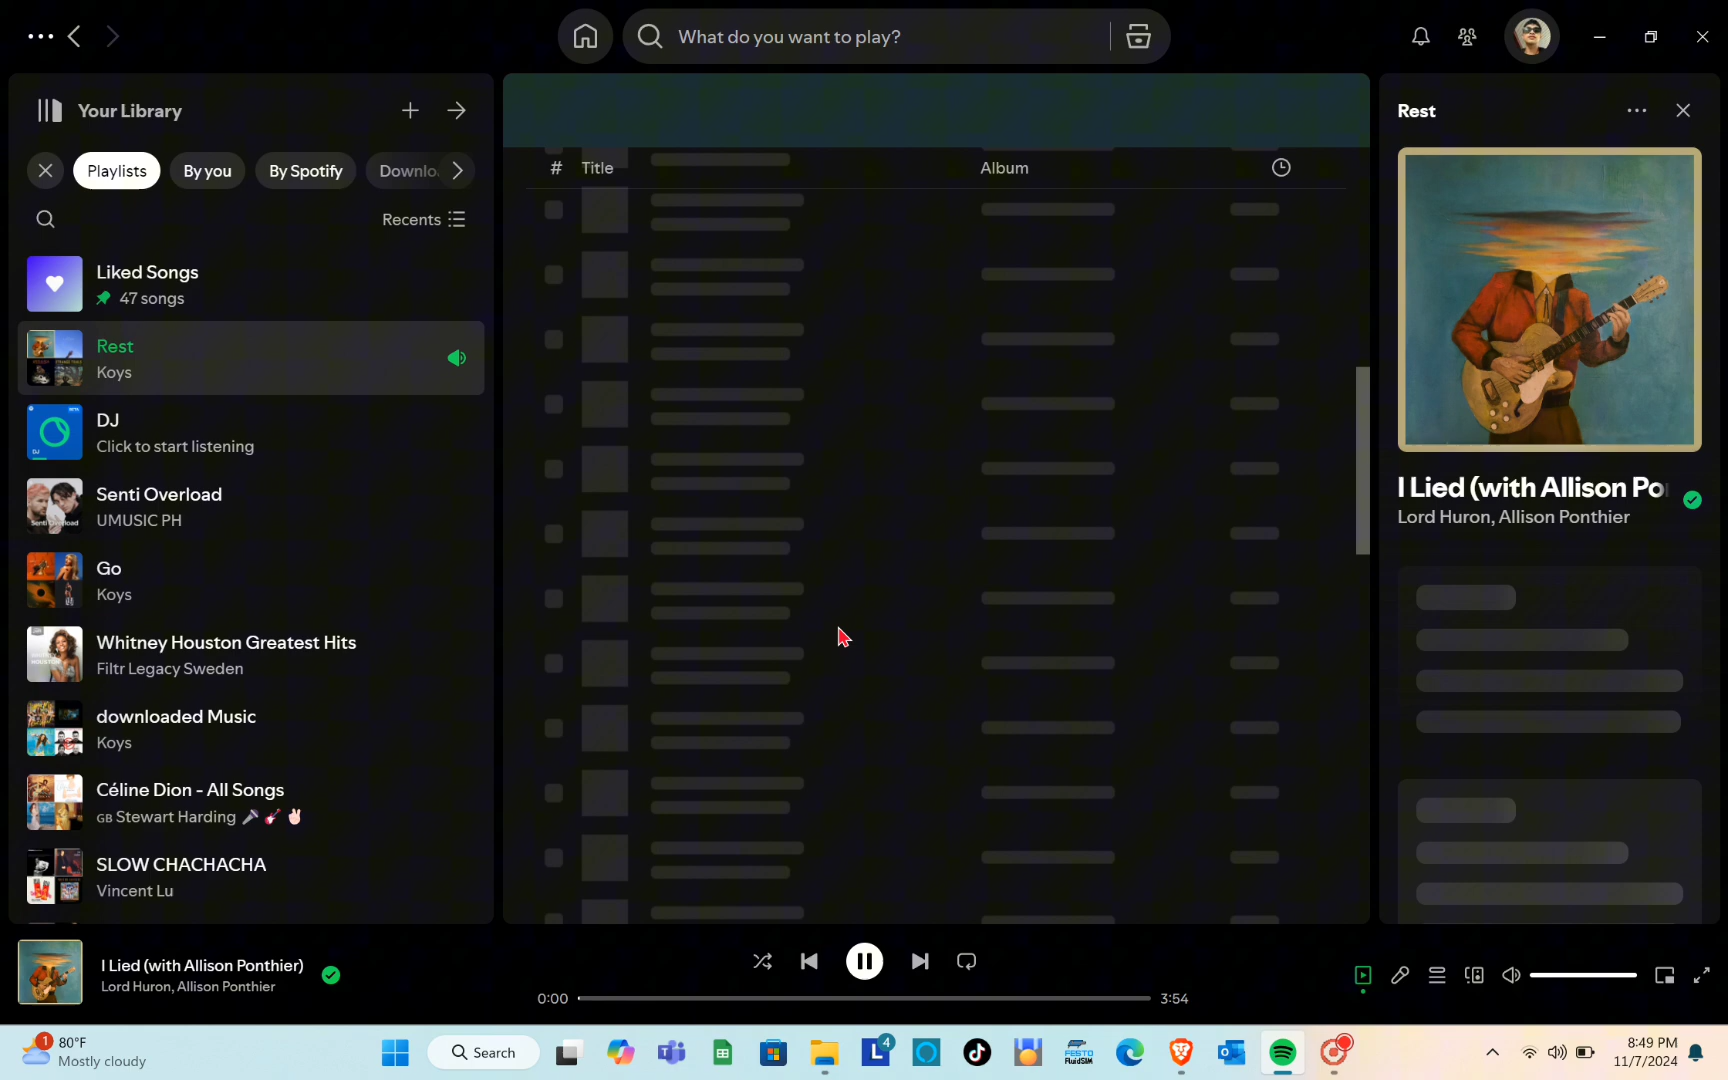 What do you want to play?
Your Library
Playlists
By you
By Spotify
Downlo
Recents
Liked Songs
47 songs
Rest
Koys
DJ
Click to start listening
Senti Overload
UMUSIC PH
Go
Koys
Whitney Houston Greatest Hits
Filtr Legacy Sweden
downloaded Music
Koys
Céline Dion - All Songs
GB Stewart Harding 🎤 🎸 ✌🏻
SLOW CHACHACHA
Vincent Lu
# Title Album
Rest
I Lied (with Allison Po
Lord Huron, Allison Ponthier
I Lied (with Allison Ponthier)
Lord Huron, Allison Ponthier
0:00
3:54
1
80°F
Mostly cloudy
Search
4
FESTO
FluidSIM
8:49 PM
11/7/2024